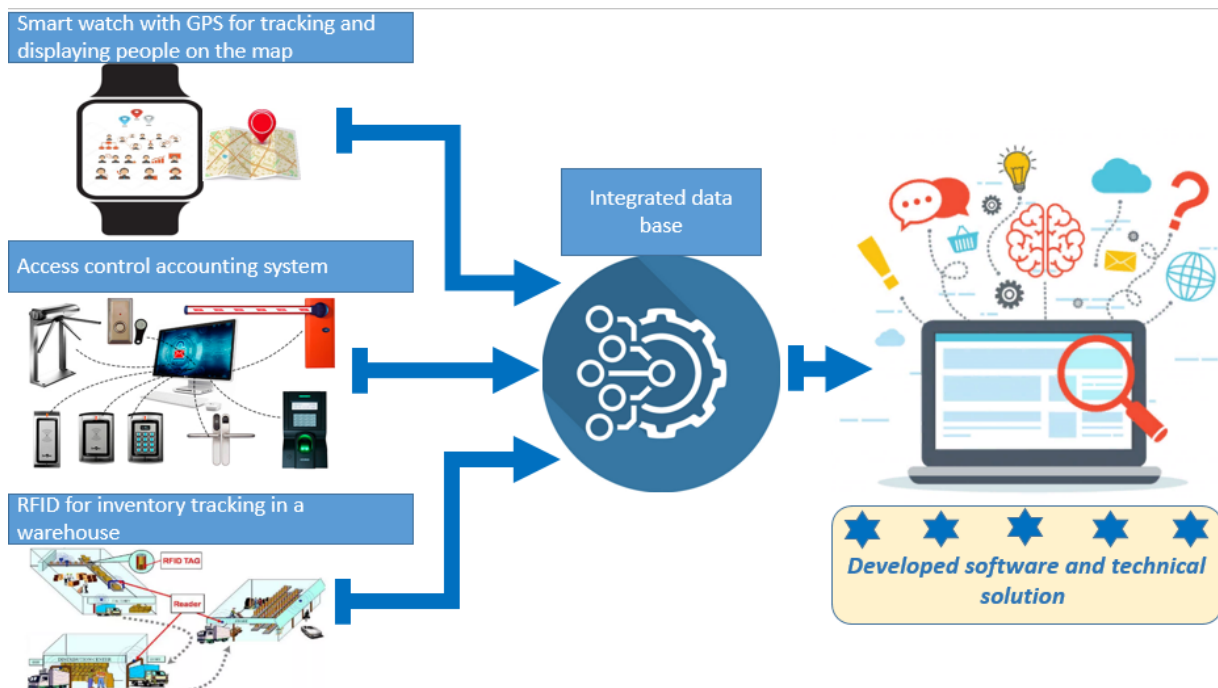 Smart watch with GPS for tracking and
displaying people on the map
Access control accounting system
RFID for inventory tracking in a
warehouse
RFID TAG
Reader
Integrated data
base
Developed software and technical
solution